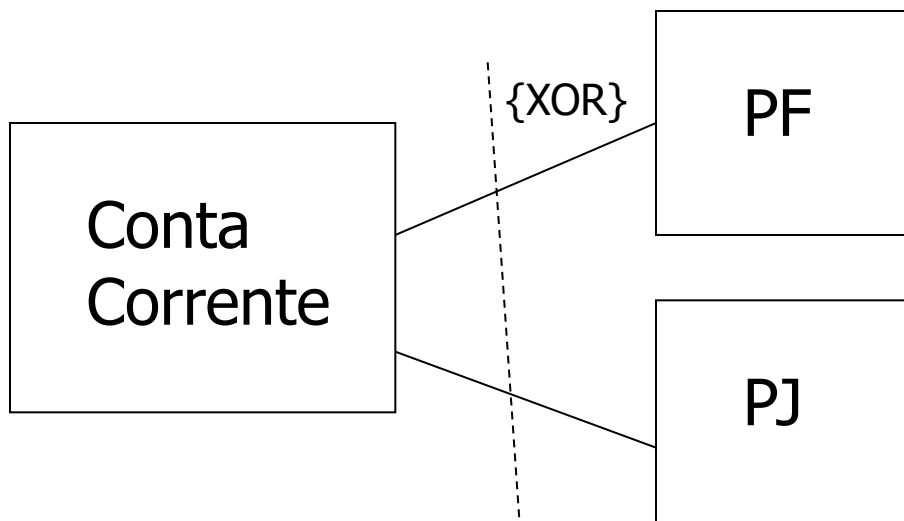 {XOR}
PF
Conta
Corrente
PJ